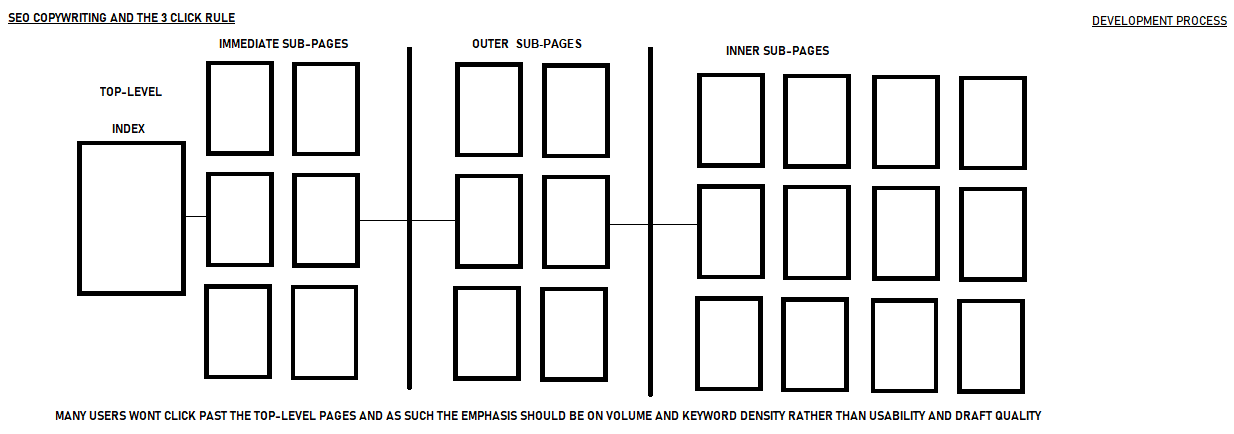 SEO COPYWRITING AND THE 3 CLICK RULE
DEVELOPMENT PROCESS
IMMEDIATE SUB-PAGES
OUTER SUB-PAGES
INNER SUB-PAGES
TOP-LEVEL
INDEX
MANY USERS WONT CLICK PAST THE TOP-LEVEL PAGES AND AS SUCH THE EMPHASIS SHOULD BE ON VOLUME AND KEYWORD DENSITY RATHER THAN USABILITY AND DRAFT QUALITY